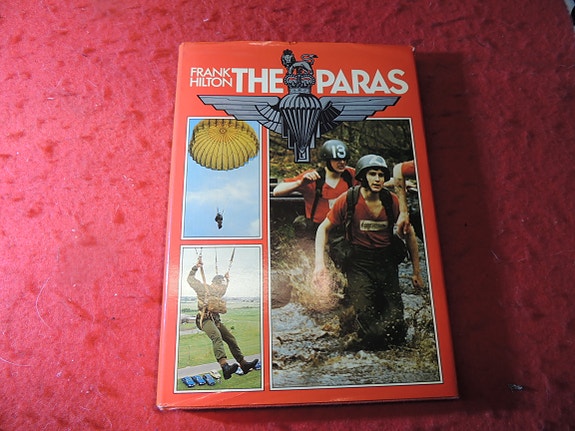 FRANK
HILTON
THE PARAS
13